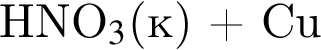 HNO₃(к) + Cu